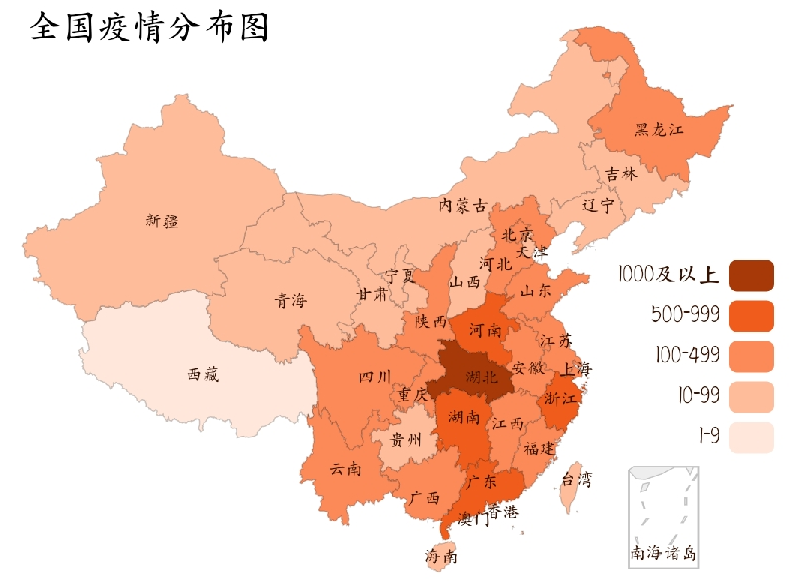 全国疫情分布图
黑龙江
吉林
辽宁
内蒙古
新疆
北京
天津
河北
宁夏
山西
甘肃
青海
山东
陕西
河南
江苏
西藏
四川
湖北
安徽
上海
重庆
浙江
湖南
江西
贵州
福建
云南
广东
台湾
广西
香港
澳门
海南
1000及以上
500-999
100-499
10-99
1-9
南海诸岛